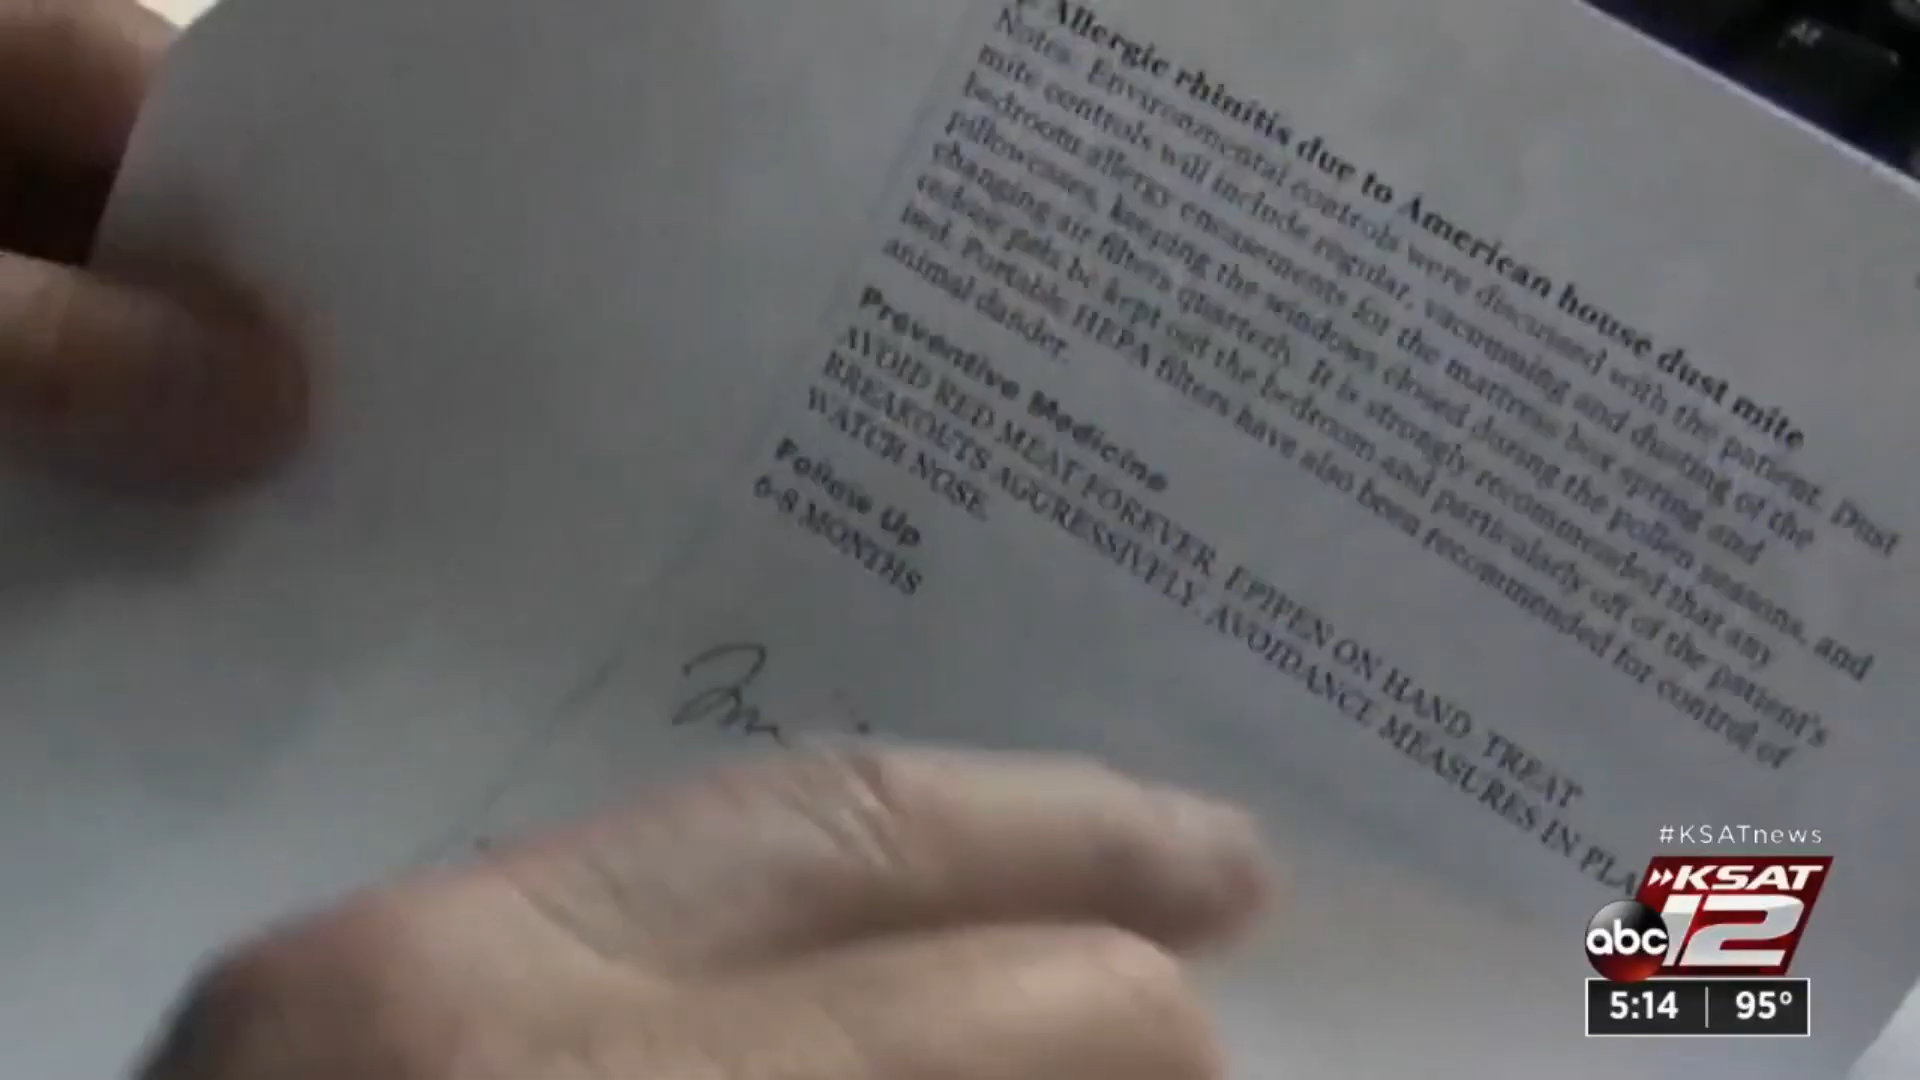 Allergic rhinitis due to American house dust mite
Notes: Environmental controls were discussed with the patient. Dust
mite controls will include regular, vacuuming and dusting of the
bedroom allergy encasements for the mattress box spring and
pillowcases, keeping the windows closed during the pollen seasons, and
changing air filters quarterly. It is strongly recommended that any
indoor pets be kept out the bedroom and particularly off of the patient's
bed. Portable HEPA filters have also been recommended for control of
animal dander.
Preventive Medicine
AVOID RED MEAT FOREVER EPIPEN ON HAND TREAT
BREAKOUTS AGGRESSIVELY. AVOIDANCE MEASURES IN PLA
WATCH NOSE.
Follow Up
6-8 MONTHS
#KSATnews
KSAT
abc 12
5:14 95°